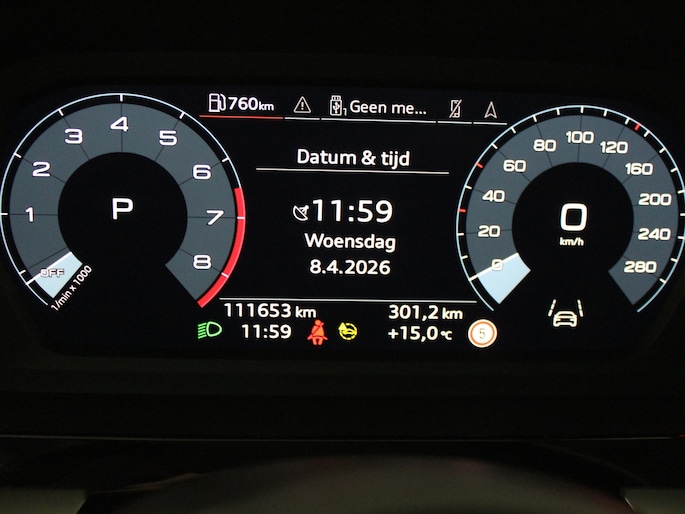 760km
1
Geen me...
Datum & tijd
11:59
Woensdag
8.4.2026
111653 km
301,2 km
11:59
+15,0 °C
5
P
OFF
1
2
3
4
5
6
7
8
1/min x 1000
0
km/h
0
20
40
60
80
100
120
160
200
240
280